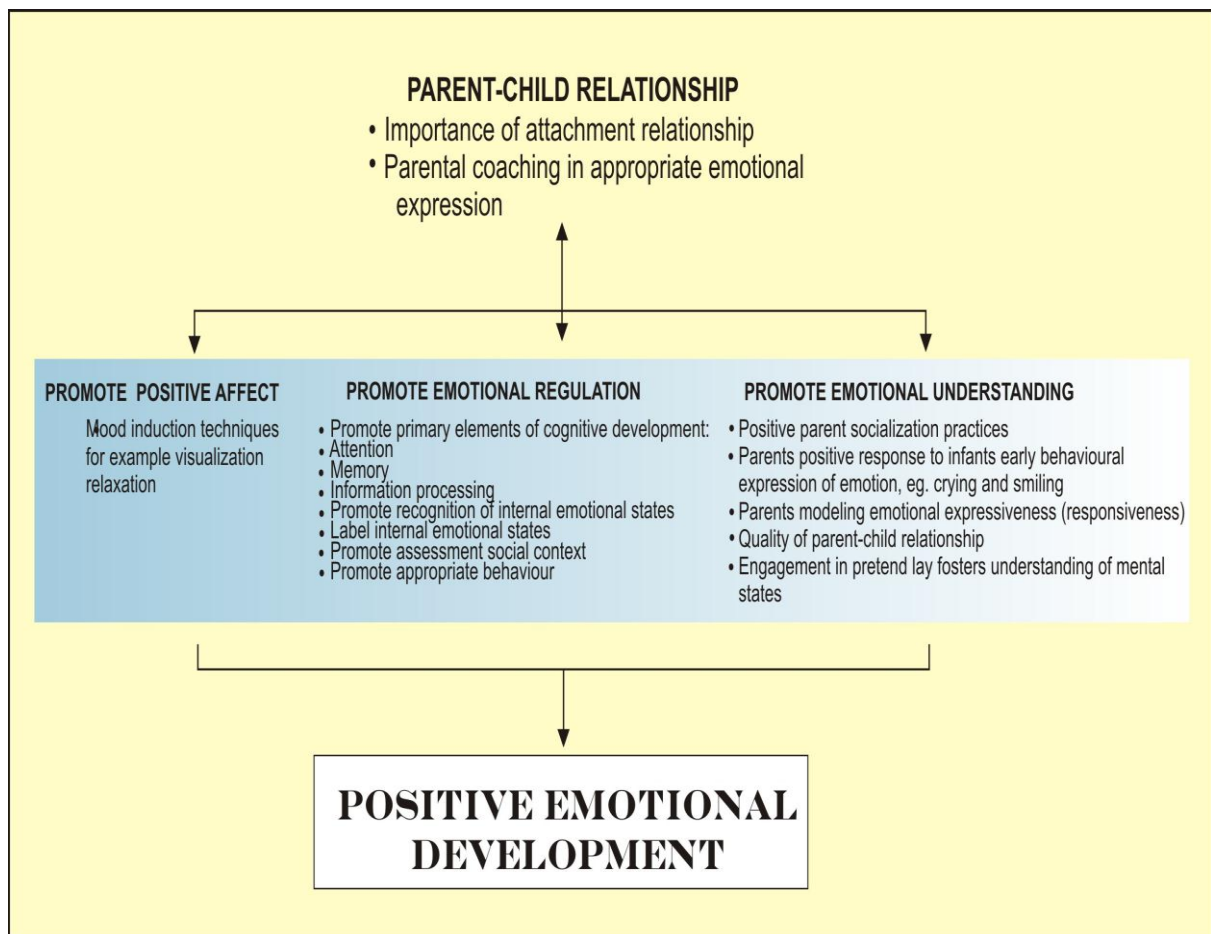 PARENT-CHILD RELATIONSHIP
• Importance of attachment relationship
• Parental coaching in appropriate emotional
expression
PROMOTE POSITIVE AFFECT
• Mood induction techniques
for example visualization
relaxation
PROMOTE EMOTIONAL REGULATION
• Promote primary elements of cognitive development:
• Attention
• Memory
• Information processing
• Promote recognition of internal emotional states
• Label internal emotional states
• Promote assessment social context
• Promote appropriate behaviour
PROMOTE EMOTIONAL UNDERSTANDING
• Positive parent socialization practices
• Parents positive response to infants early behavioural
expression of emotion, eg. crying and smiling
• Parents modeling emotional expressiveness (responsiveness)
• Quality of parent-child relationship
• Engagement in pretend lay fosters understanding of mental
states
POSITIVE EMOTIONAL
DEVELOPMENT